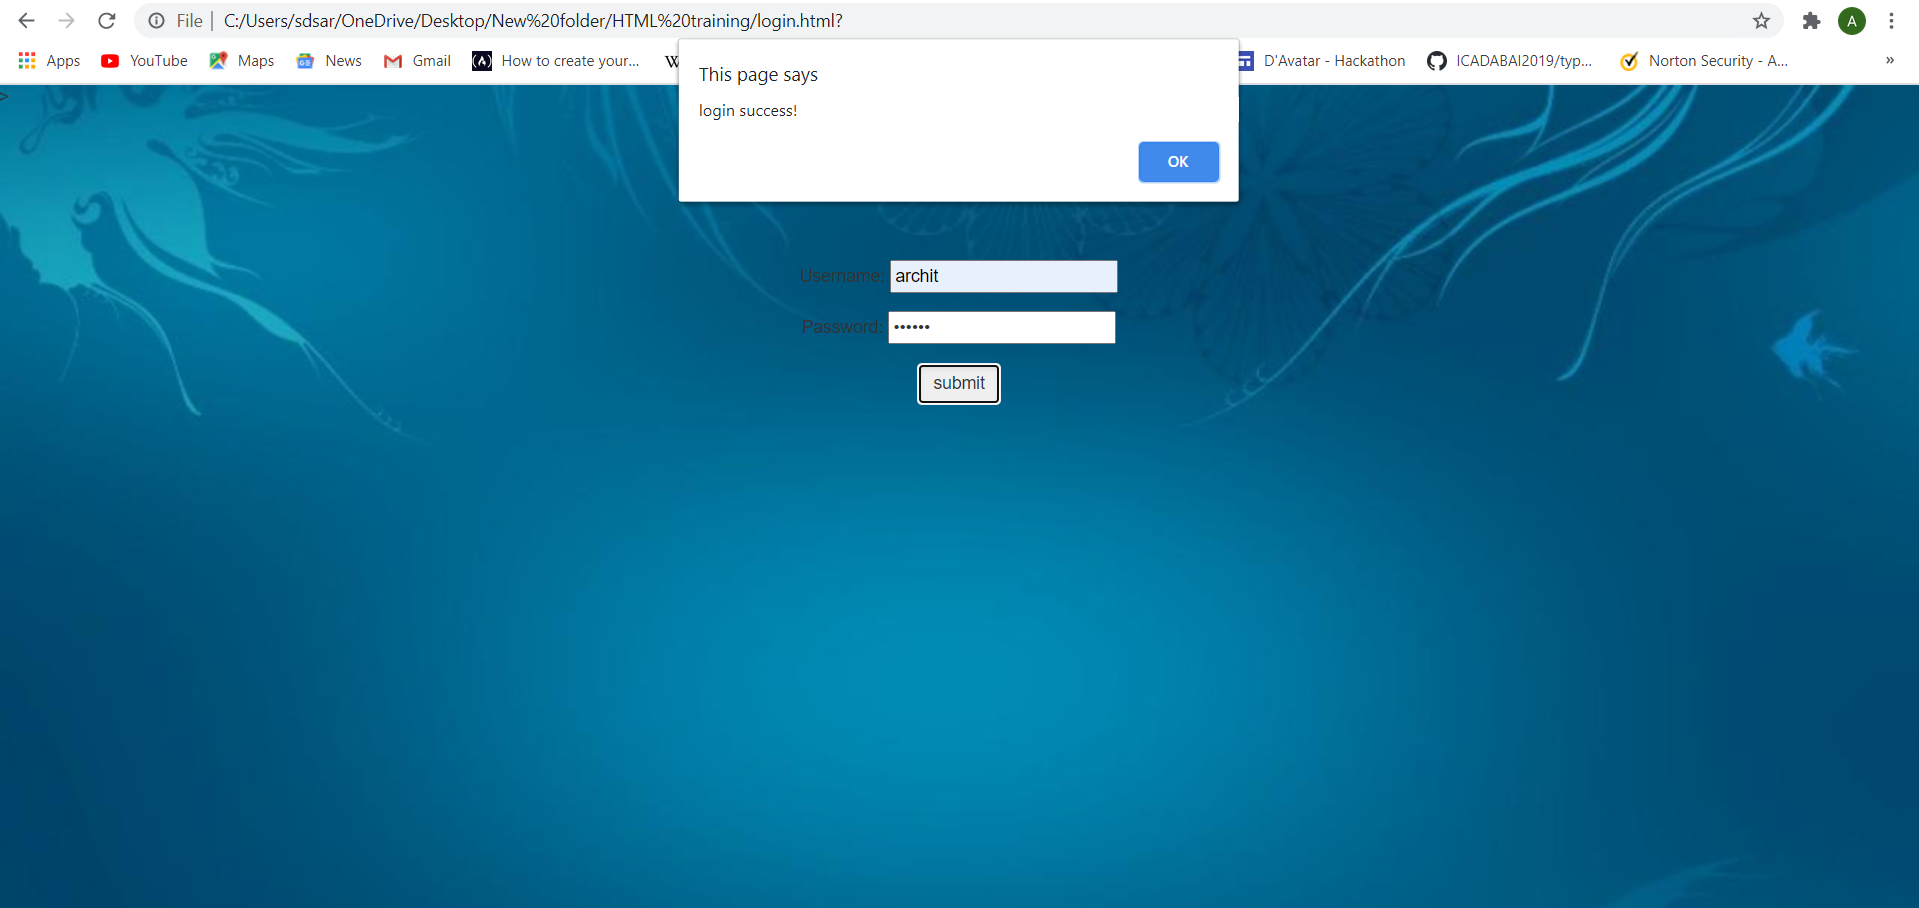 File | C:/Users/sdsar/OneDrive/Desktop/New%20folder/HTML%20training/login.html?
A
Apps YouTube Maps News Gmail How to create your... W D'Avatar - Hackathon ICADABAI2019/typ... Norton Security - A... »
This page says
login success!
OK
>
Username: archit
Password: ••••••
submit